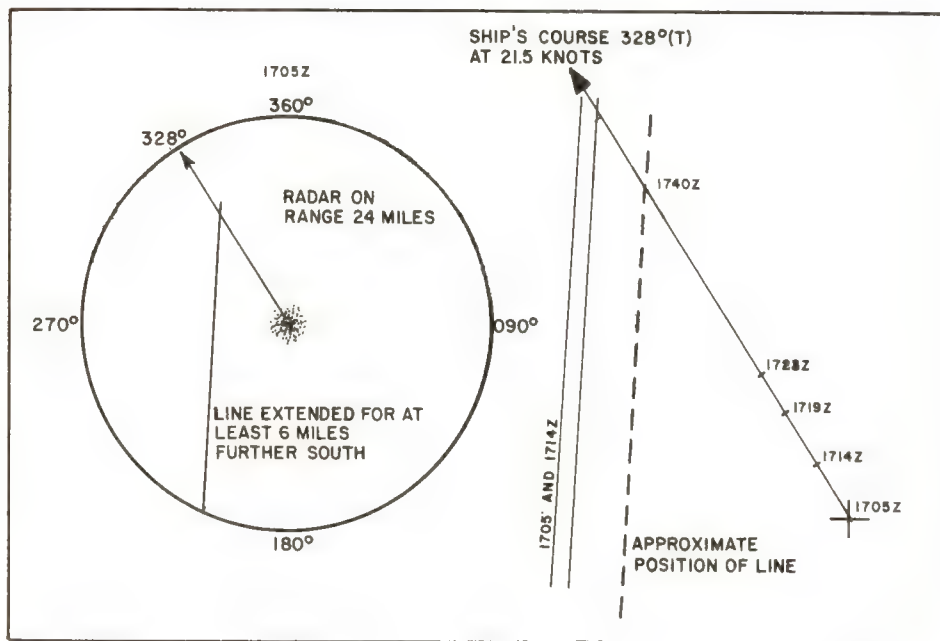 1705Z
360°
328°
RADAR ON
RANGE 24 MILES
270°
090°
LINE EXTENDED FOR AT
LEAST 6 MILES
FURTHER SOUTH
180°
SHIP'S COURSE 328°(T)
AT 21.5 KNOTS
1740Z
1728Z
1719Z
1714Z
1705Z
1705' AND 1714Z
APPROXIMATE
POSITION OF LINE